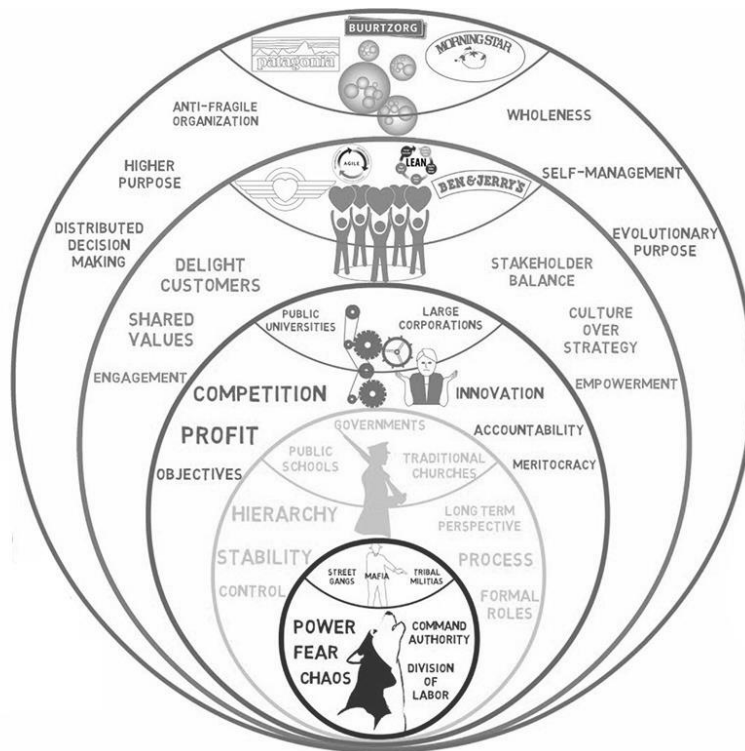 BUURTZORG
patagonia
MORNING STAR
ANTI-FRAGILE
ORGANIZATION
WHOLENESS
HIGHER
PURPOSE
SELF-MANAGEMENT
DISTRIBUTED
DECISION
MAKING
EVOLUTIONARY
PURPOSE
AGILE
LEAN
BEN & JERRY'S
DELIGHT
CUSTOMERS
STAKEHOLDER
BALANCE
SHARED
VALUES
CULTURE
OVER
STRATEGY
ENGAGEMENT
EMPOWERMENT
PUBLIC
UNIVERSITIES
LARGE
CORPORATIONS
COMPETITION
INNOVATION
PROFIT
ACCOUNTABILITY
OBJECTIVES
MERITOCRACY
GOVERNMENTS
PUBLIC
SCHOOLS
TRADITIONAL
CHURCHES
HIERARCHY
LONG TERM
PERSPECTIVE
STABILITY
PROCESS
CONTROL
FORMAL
ROLES
STREET
GANGS
MAFIA
TRIBAL
MILITIAS
POWER
FEAR
CHAOS
COMMAND
AUTHORITY
DIVISION OF
LABOR